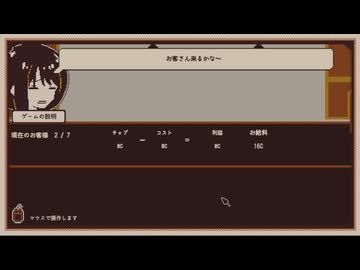 お客さん来るかな〜
ゲームの説明
現在のお客様 2 / 7
チップ ー コスト = 利益 お給料
0C 0C 0C 16C
マウスで操作します